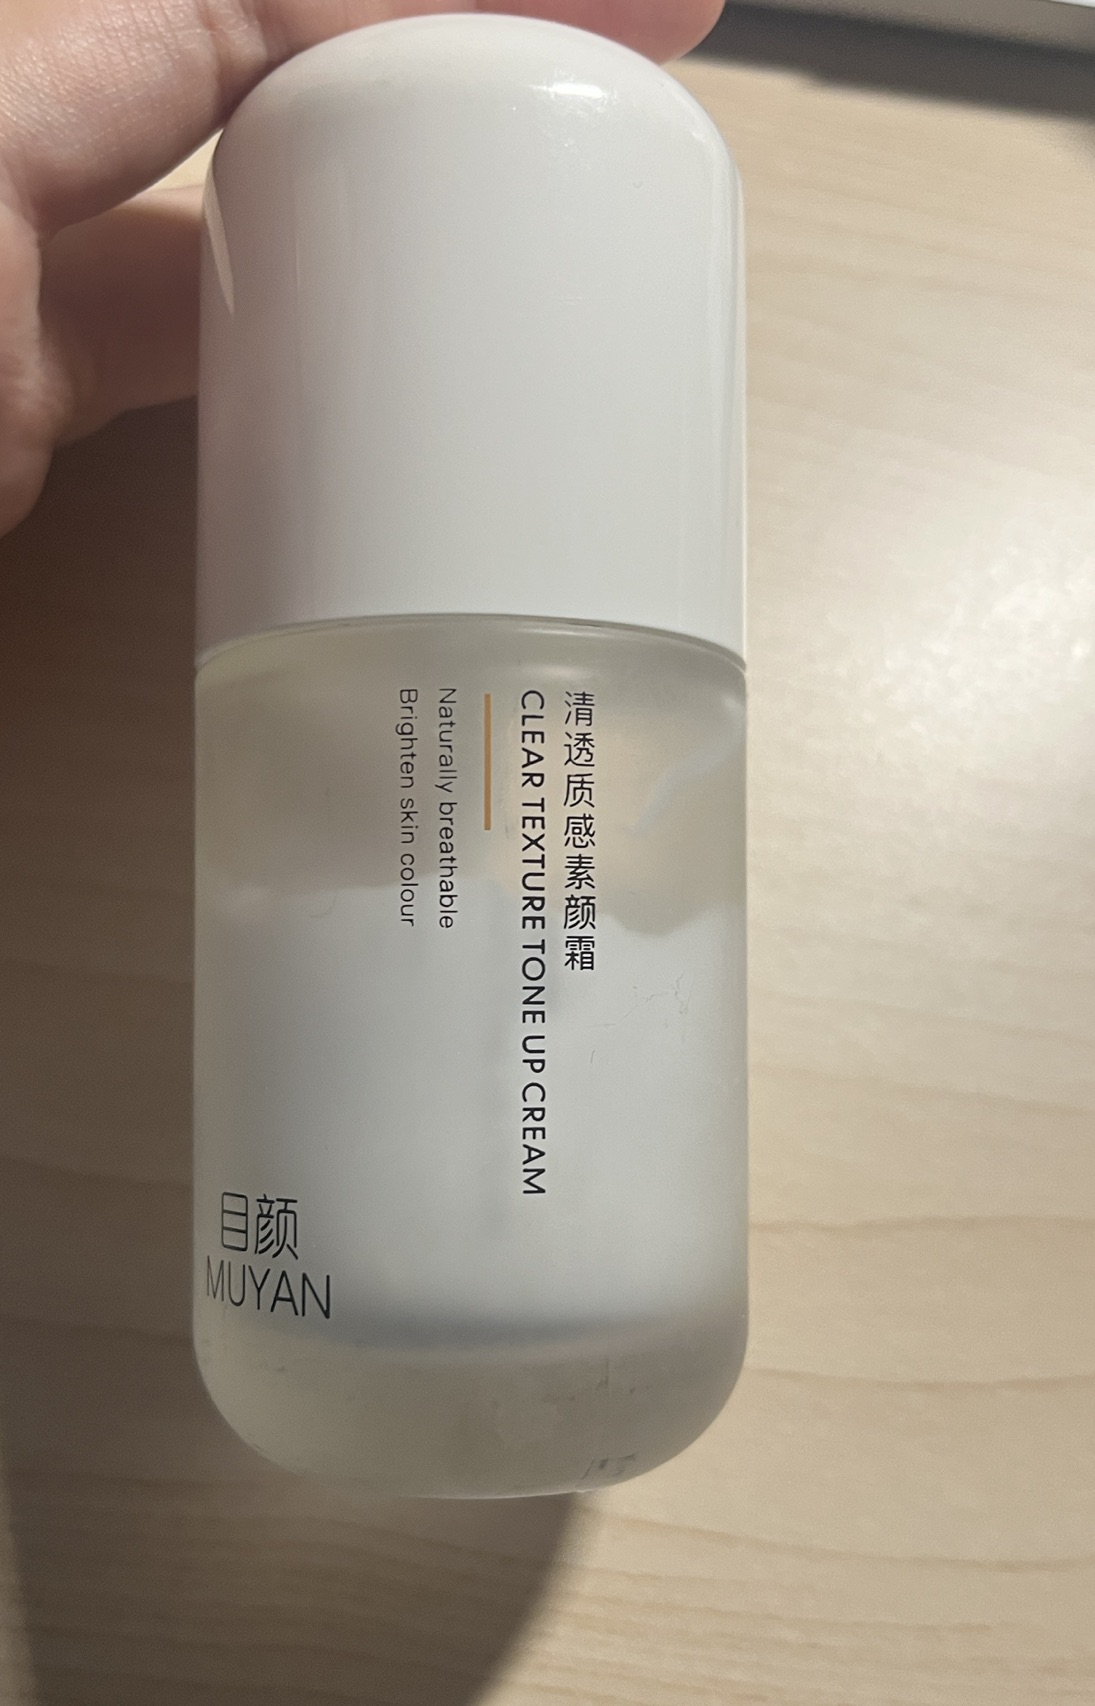 清透质感素颜霜
CLEAR TEXTURE TONE UP CREAM
Naturally breathable
Brighten skin colour
目颜
MUYAN